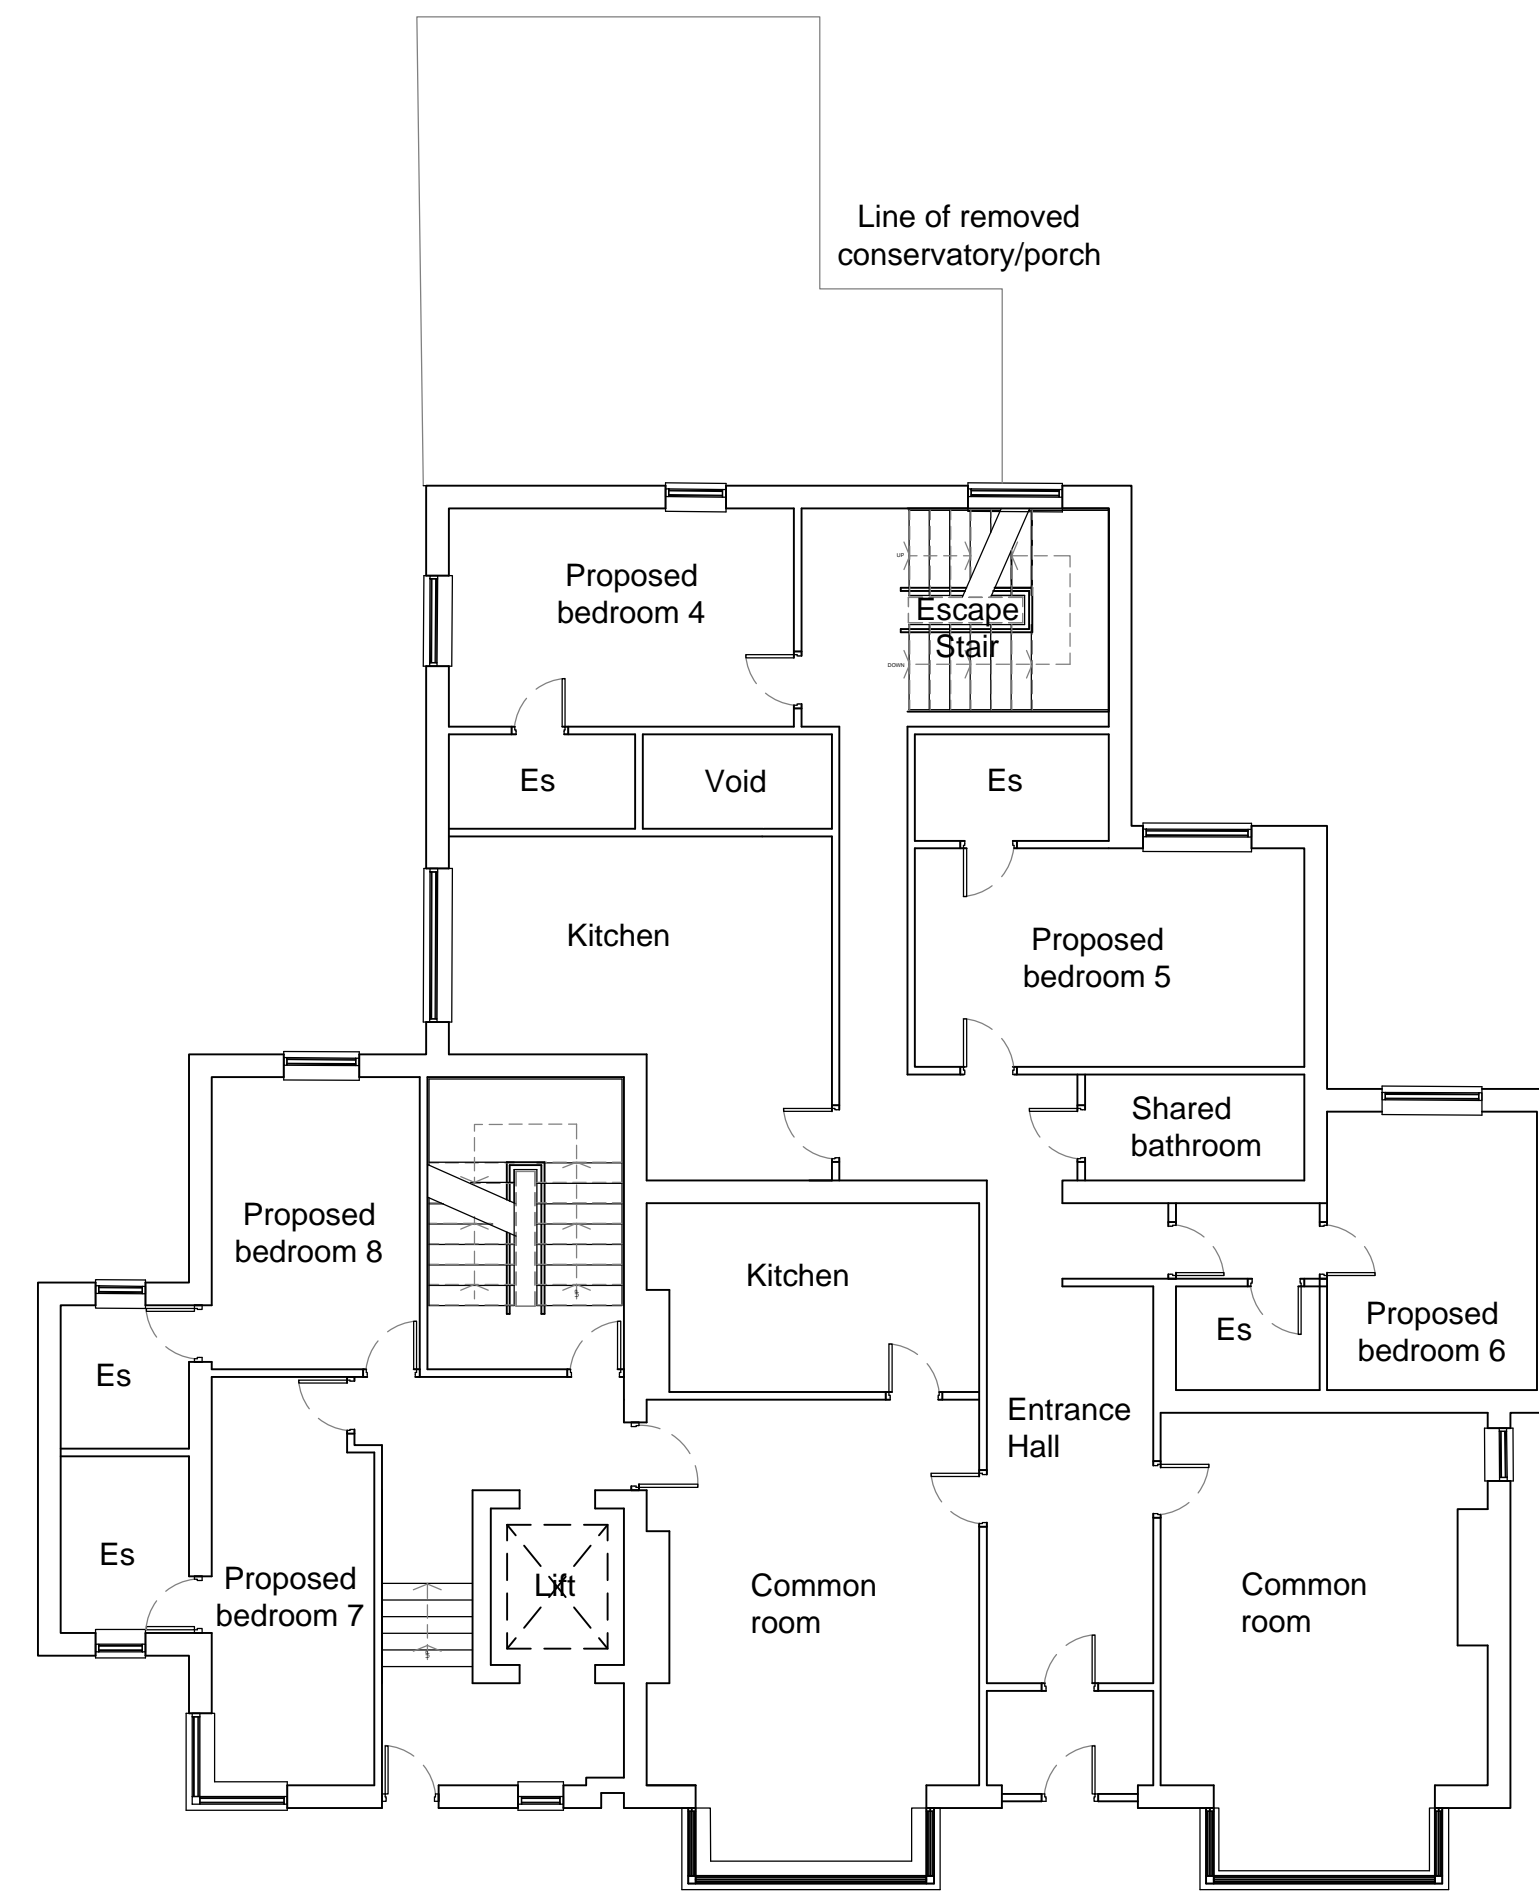 Line of removed
conservatory/porch
Proposed
bedroom 4
UP
Escape
Stair
DOWN
Es
Void
Es
Kitchen
Proposed
bedroom 5
Shared
bathroom
Proposed
bedroom 8
Kitchen
Proposed
bedroom 6
Es
Es
Entrance
Hall
Es
Proposed
bedroom 7
Lift
Common
room
Common
room